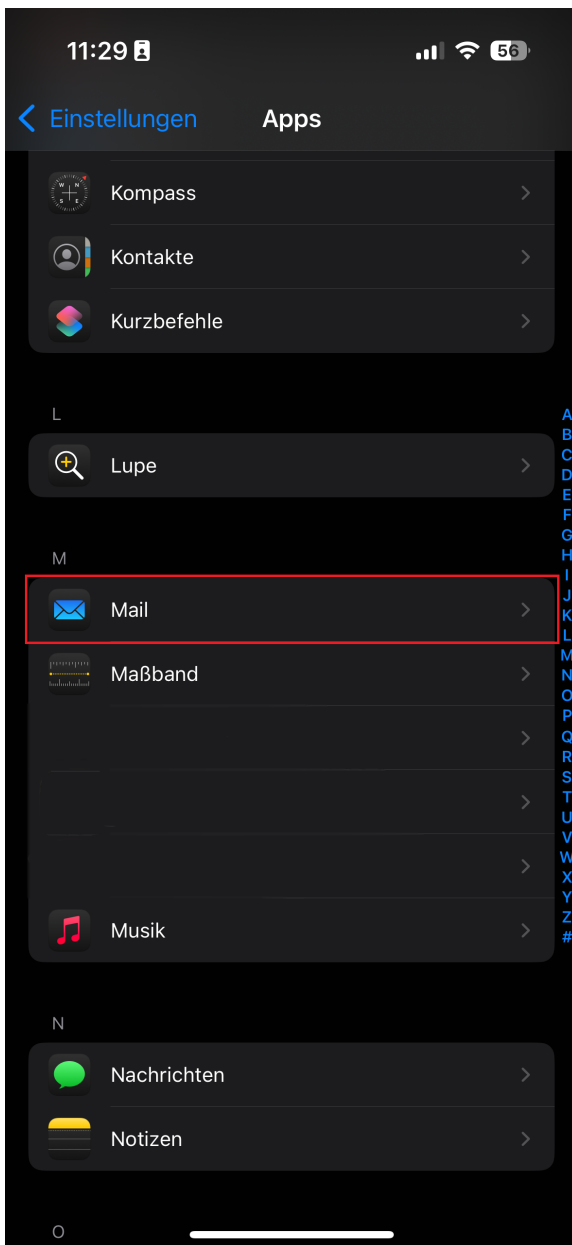 11:29
56
Einstellungen
Apps
Kompass
Kontakte
Kurzbefehle
L
Lupe
M
Mail
Maßband
Musik
N
Nachrichten
Notizen
O
A
B
C
D
E
F
G
H
I
J
K
L
M
N
O
P
Q
R
S
T
U
V
W
X
Y
Z
#